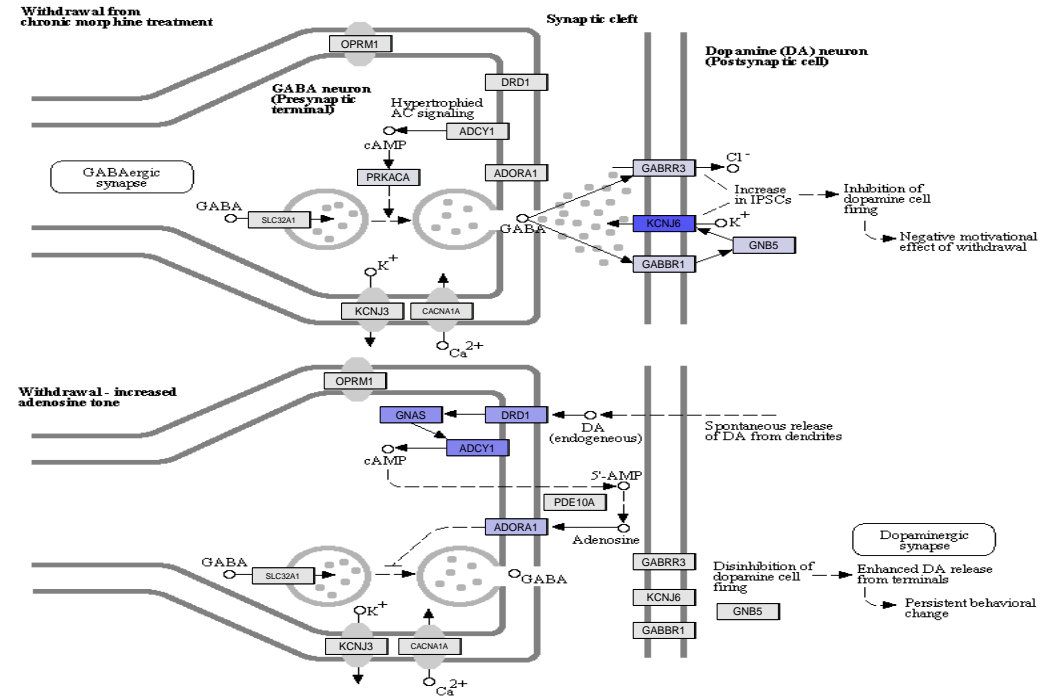 Withdrawal from
chronic morphine treatment
Synaptic cleft
OPRM1
Dopamine (DA) neuron
(Postsynaptic cell)
GABA neuron
(Presynaptic
terminal)
DRD1
Hypertrophied
AC signaling
ADCY1
cAMP
GABAergic
synapse
PRKACA
ADORA1
GABRR3
Cl-
Increase
in IPSCs
Inhibition of
dopamine cell
firing
GABA
SLC32A1
GABA
KCNJ6
K+
GNB5
Negative motivational
effect of withdrawal
GABBR1
K+
KCNJ3
CACNA1A
Ca2+
Withdrawal - increased
adenosine tone
OPRM1
GNAS
DRD1
DA
(endogeneous)
Spontaneous release
of DA from dendrites
ADCY1
cAMP
5'-AMP
PDE10A
ADORA1
Adenosine
Dopaminergic
synapse
GABA
SLC32A1
GABA
GABRR3
Disinhibition of
dopamine cell
firing
Enhanced DA release
from terminals
KCNJ6
GNB5
Persistent behavioral
change
GABBR1
K+
KCNJ3
CACNA1A
Ca2+